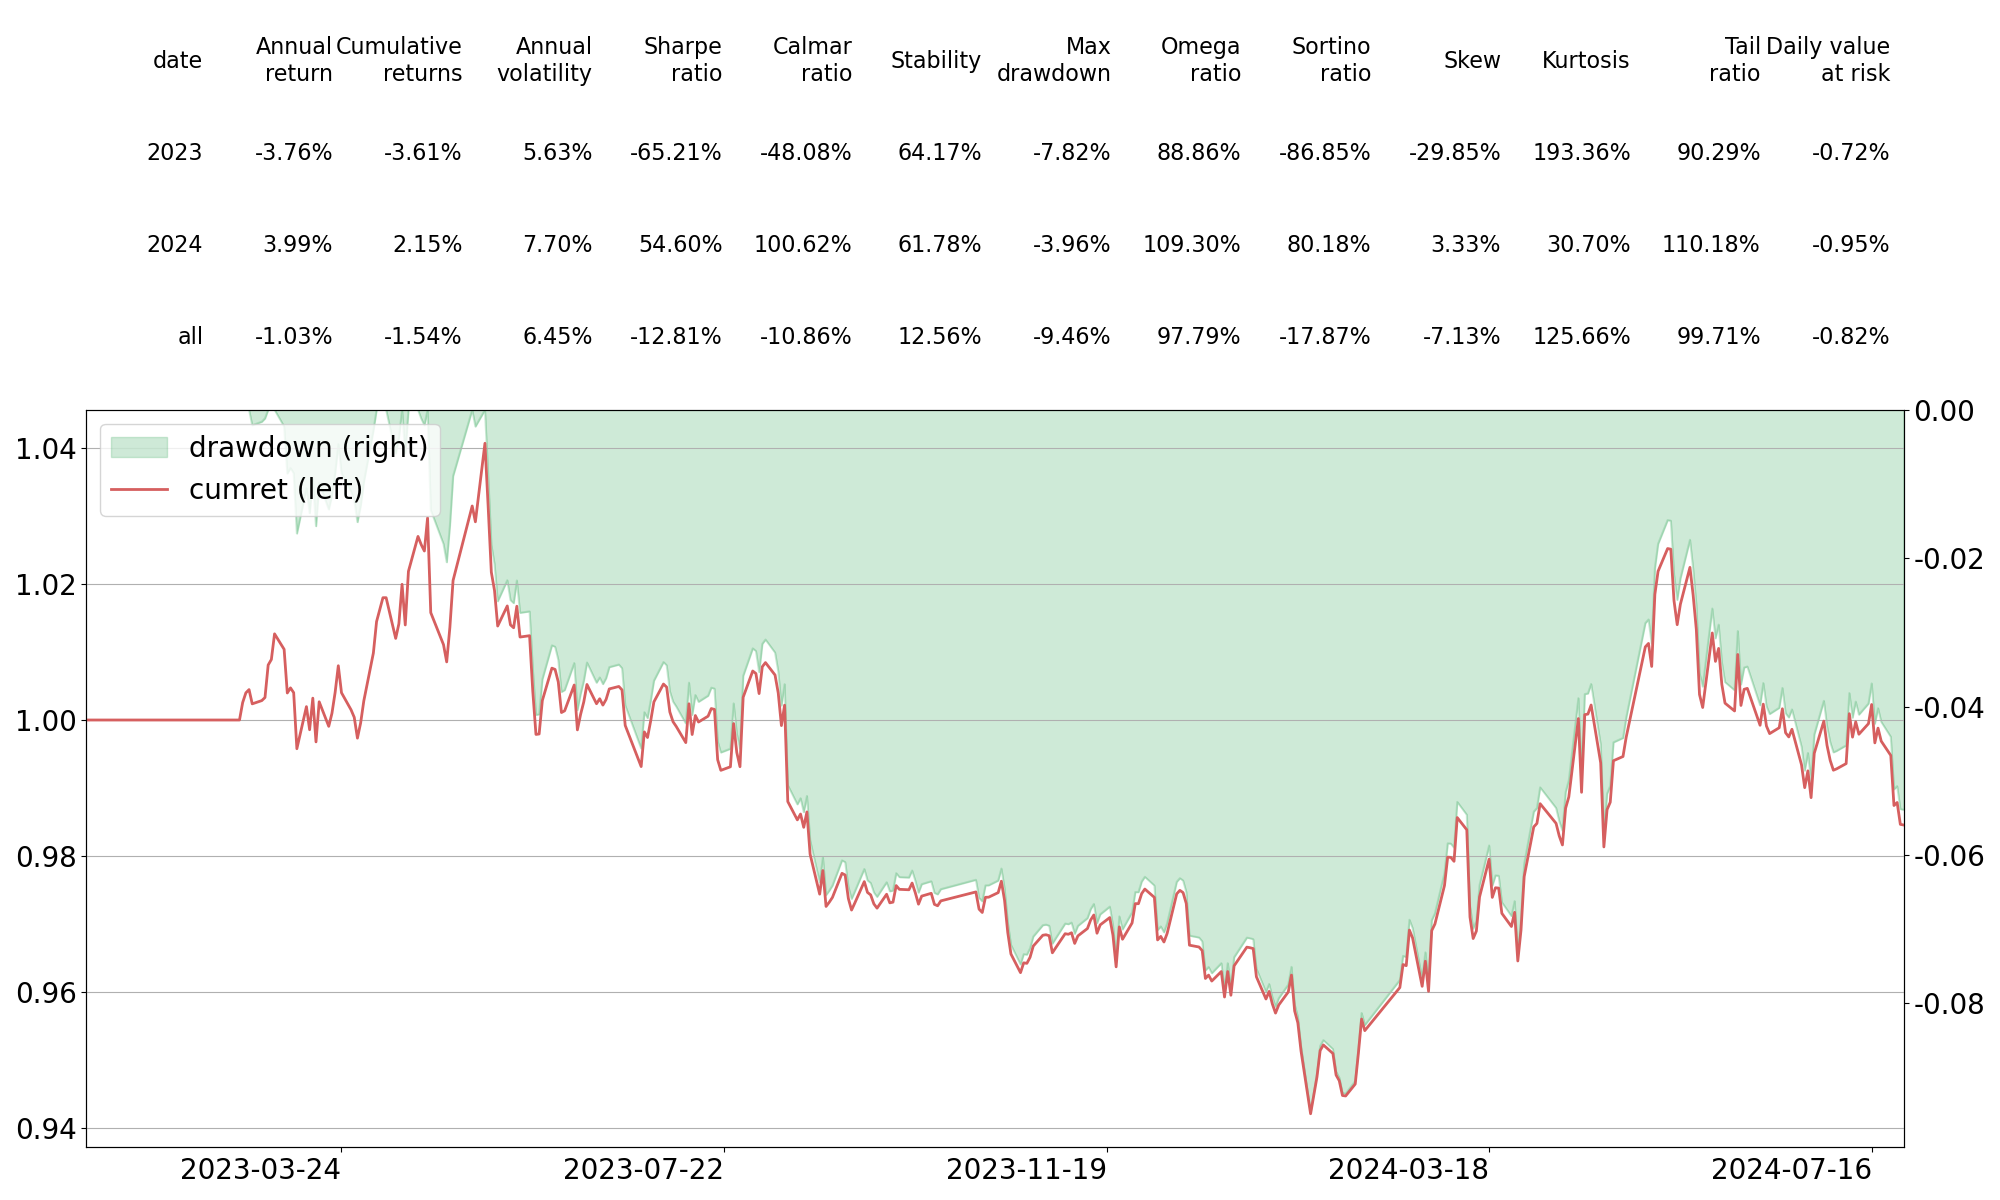 date Annual return Cumulative returns Annual volatility Sharpe ratio Calmar ratio Stability Max drawdown Omega ratio Sortino ratio Skew Kurtosis Tail ratio Daily value at risk
2023 -3.76% -3.61% 5.63% -65.21% -48.08% 64.17% -7.82% 88.86% -86.85% -29.85% 193.36% 90.29% -0.72%
2024 3.99% 2.15% 7.70% 54.60% 100.62% 61.78% -3.96% 109.30% 80.18% 3.33% 30.70% 110.18% -0.95%
all -1.03% -1.54% 6.45% -12.81% -10.86% 12.56% -9.46% 97.79% -17.87% -7.13% 125.66% 99.71% -0.82%
drawdown (right)
cumret (left)
1.04
1.02
1.00
0.98
0.96
0.94
0.00
-0.02
-0.04
-0.06
-0.08
2023-03-24 2023-07-22 2023-11-19 2024-03-18 2024-07-16